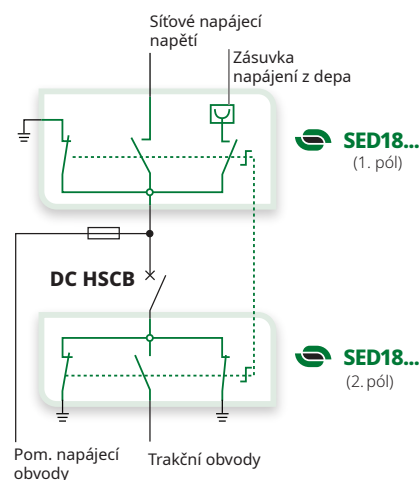 Síťové napájecí
napětí
Zásuvka
napájení z depa
SED18...
(1. pól)
DC HSCB
SED18...
(2. pól)
Pom. napájecí
obvody
Trakční obvody